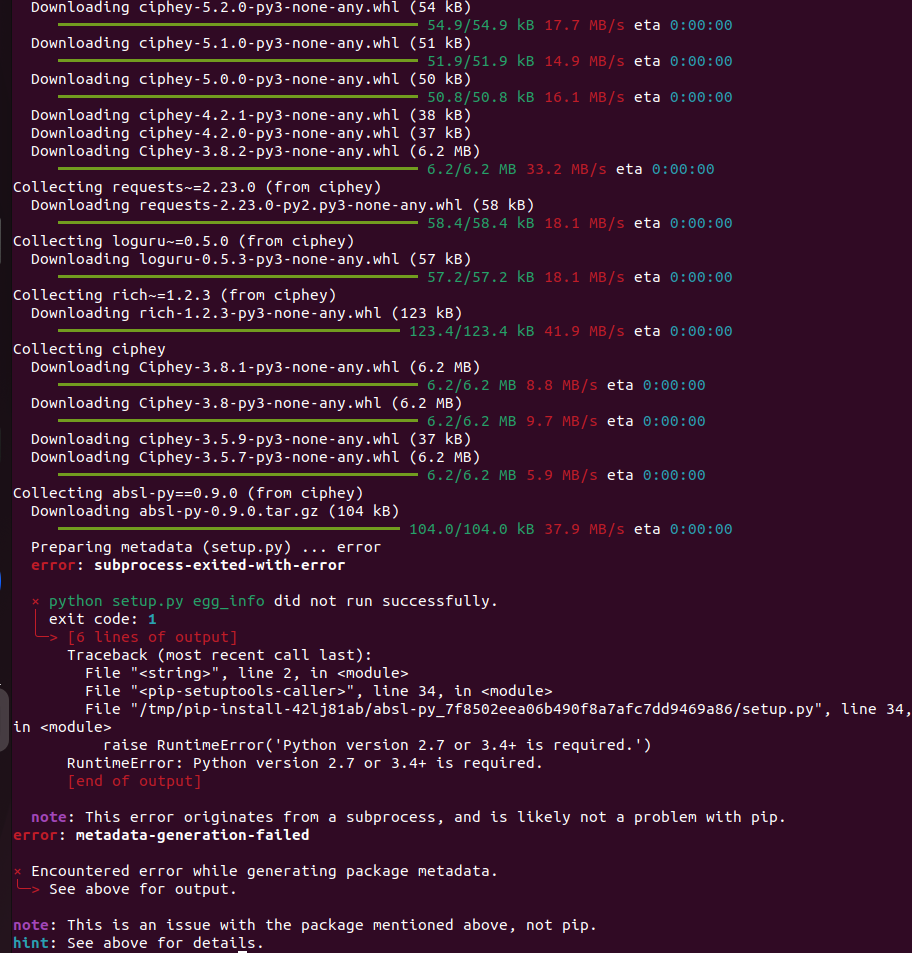 Downloading ciphey-5.2.0-py3-none-any.whl (54 kB)
54.9/54.9 kB 17.7 MB/s eta 0:00:00
Downloading ciphey-5.1.0-py3-none-any.whl (51 kB)
51.9/51.9 kB 14.9 MB/s eta 0:00:00
Downloading ciphey-5.0.0-py3-none-any.whl (50 kB)
50.8/50.8 kB 16.1 MB/s eta 0:00:00
Downloading ciphey-4.2.1-py3-none-any.whl (38 kB)
Downloading ciphey-4.2.0-py3-none-any.whl (37 kB)
Downloading Ciphey-3.8.2-py3-none-any.whl (6.2 MB)
6.2/6.2 MB 33.2 MB/s eta 0:00:00
Collecting requests~=2.23.0 (from ciphey)
Downloading requests-2.23.0-py2.py3-none-any.whl (58 kB)
58.4/58.4 kB 18.1 MB/s eta 0:00:00
Collecting loguru~=0.5.0 (from ciphey)
Downloading loguru-0.5.3-py3-none-any.whl (57 kB)
57.2/57.2 kB 18.1 MB/s eta 0:00:00
Collecting rich~=1.2.3 (from ciphey)
Downloading rich-1.2.3-py3-none-any.whl (123 kB)
123.4/123.4 kB 41.9 MB/s eta 0:00:00
Collecting ciphey
Downloading Ciphey-3.8.1-py3-none-any.whl (6.2 MB)
6.2/6.2 MB 8.8 MB/s eta 0:00:00
Downloading Ciphey-3.8-py3-none-any.whl (6.2 MB)
6.2/6.2 MB 9.7 MB/s eta 0:00:00
Downloading ciphey-3.5.9-py3-none-any.whl (37 kB)
Downloading Ciphey-3.5.7-py3-none-any.whl (6.2 MB)
6.2/6.2 MB 5.9 MB/s eta 0:00:00
Collecting absl-py==0.9.0 (from ciphey)
Downloading absl-py-0.9.0.tar.gz (104 kB)
104.0/104.0 kB 37.9 MB/s eta 0:00:00
Preparing metadata (setup.py) ... error
error: subprocess-exited-with-error
× python setup.py egg_info did not run successfully.
│ exit code: 1
╰─> [6 lines of output]
Traceback (most recent call last):
File "<string>", line 2, in <module>
File "<pip-setuptools-caller>", line 34, in <module>
File "/tmp/pip-install-42lj81ab/absl-py_7f8502eea06b490f8a7afc7dd9469a86/setup.py", line 34,
in <module>
raise RuntimeError('Python version 2.7 or 3.4+ is required.')
RuntimeError: Python version 2.7 or 3.4+ is required.
[end of output]
note: This error originates from a subprocess, and is likely not a problem with pip.
error: metadata-generation-failed
× Encountered error while generating package metadata.
╰─> See above for output.
note: This is an issue with the package mentioned above, not pip.
hint: See above for details.